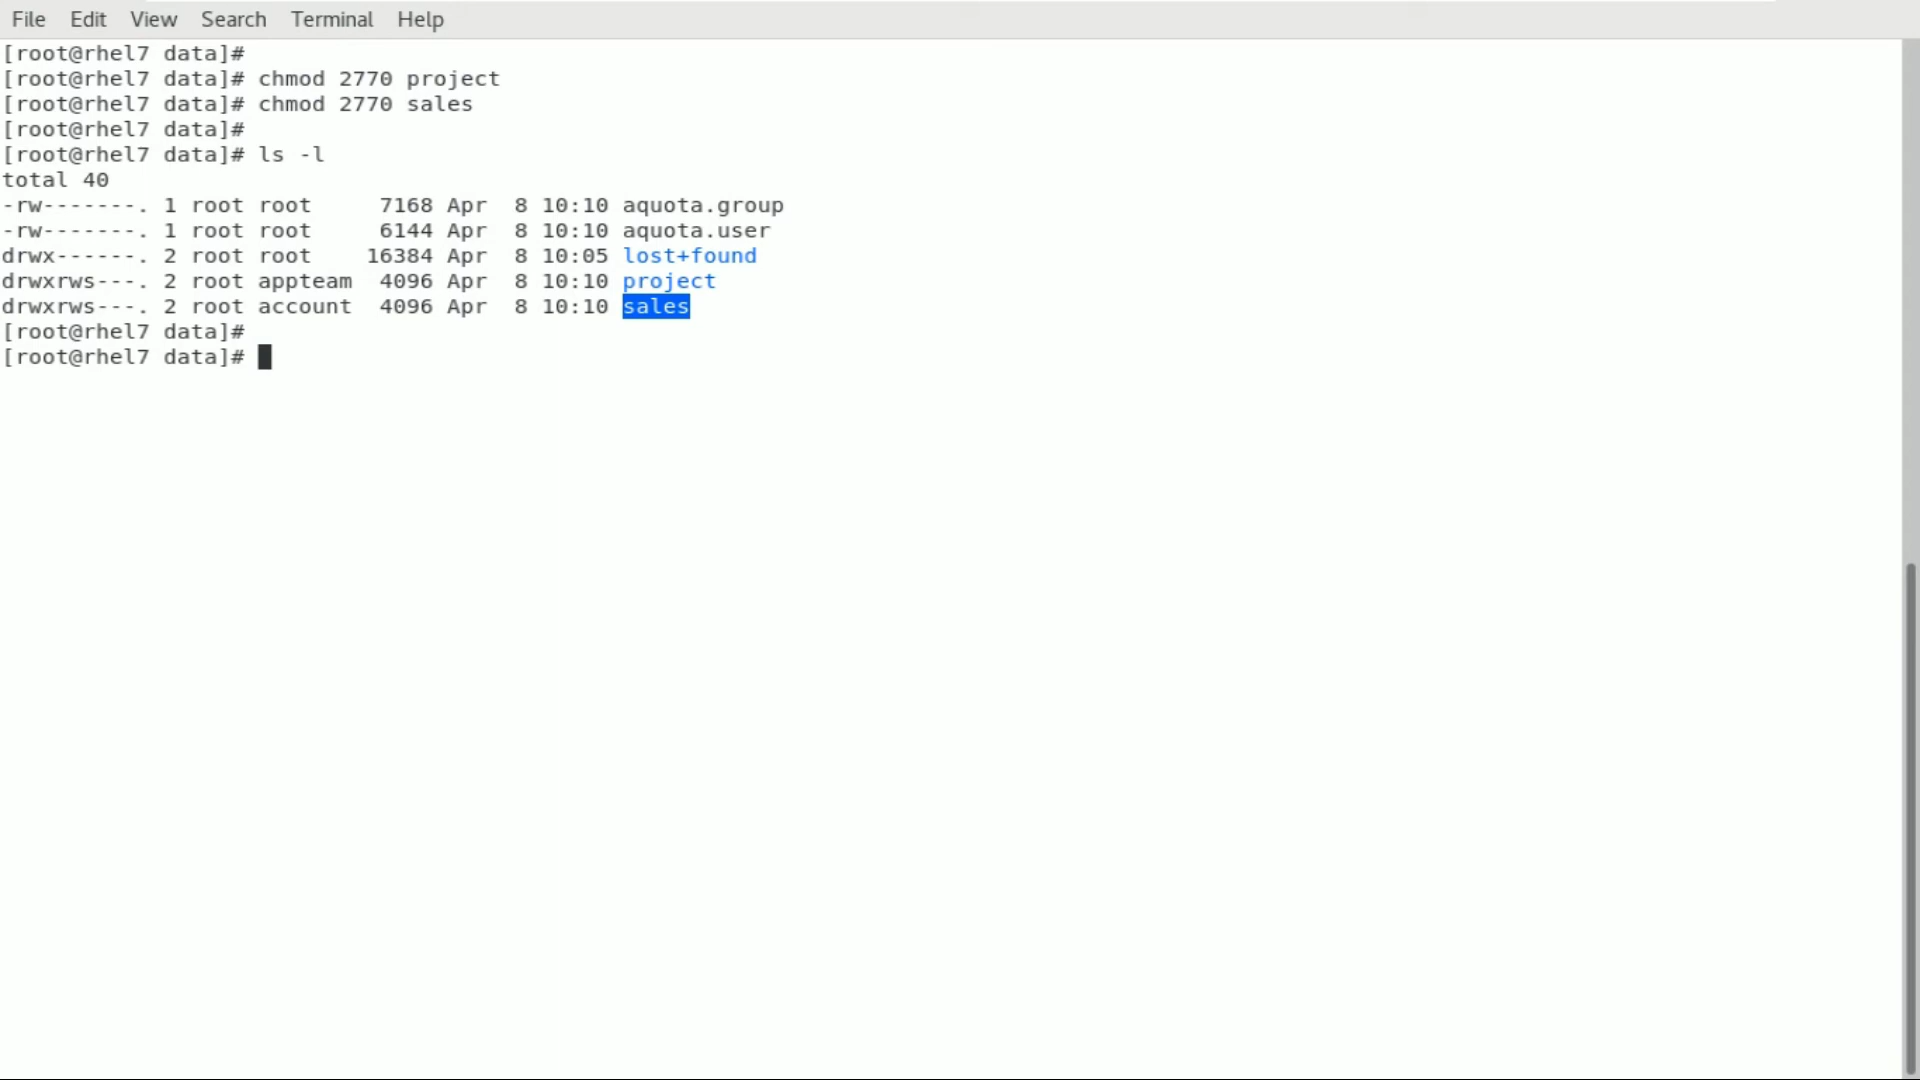 File Edit View Search Terminal Help
[root@rhel7 data]#
[root@rhel7 data]# chmod 2770 project
[root@rhel7 data]# chmod 2770 sales
[root@rhel7 data]#
[root@rhel7 data]# ls -l
total 40
-rw-------. 1 root root     7168 Apr  8 10:10 aquota.group
-rw-------. 1 root root     6144 Apr  8 10:10 aquota.user
drwx------. 2 root root    16384 Apr  8 10:05 lost+found
drwxrws---. 2 root appteam  4096 Apr  8 10:10 project
drwxrws---. 2 root account  4096 Apr  8 10:10 sales
[root@rhel7 data]#
[root@rhel7 data]#